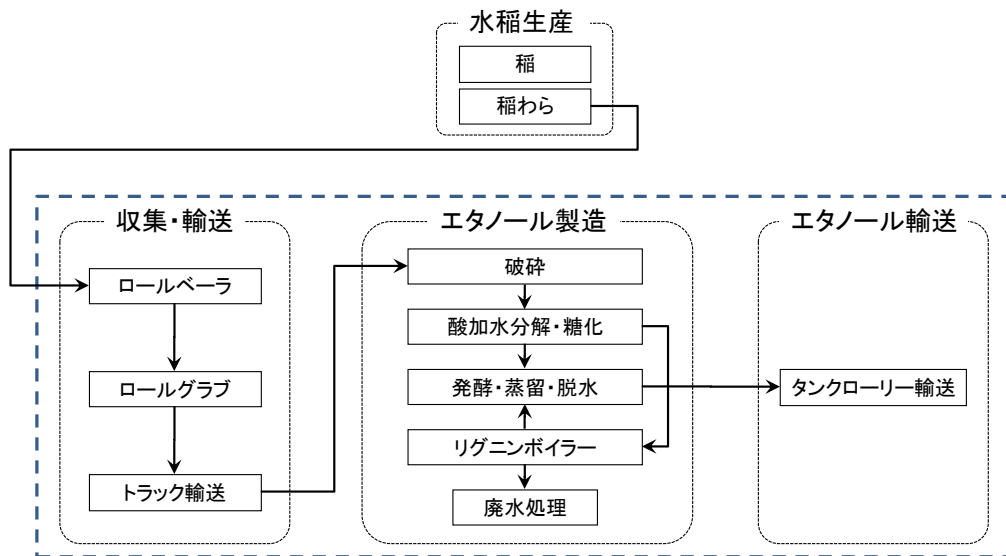 水稲生産
稲
稲わら
収集・輸送
ロールベーラ
ロールグラブ
トラック輸送
エタノール製造
破砕
酸加水分解・糖化
発酵・蒸留・脱水
リグニンボイラー
廃水処理
エタノール輸送
タンクローリー輸送